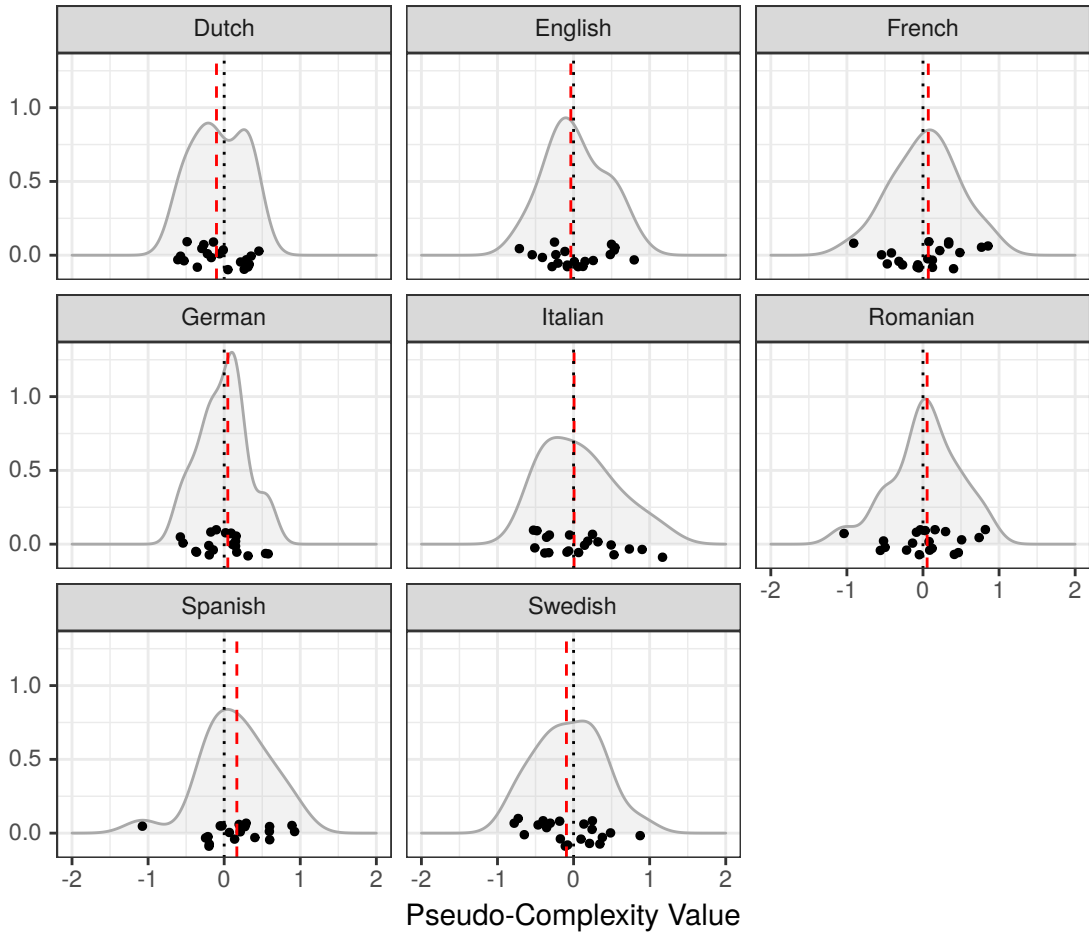 Dutch English French
1.0
0.5
0.0
German Italian Romanian
1.0
0.5
0.0
-2 -1 0 1 2
Spanish Swedish
1.0
0.5
0.0
-2 -1 0 1 2 -2 -1 0 1 2
Pseudo-Complexity Value